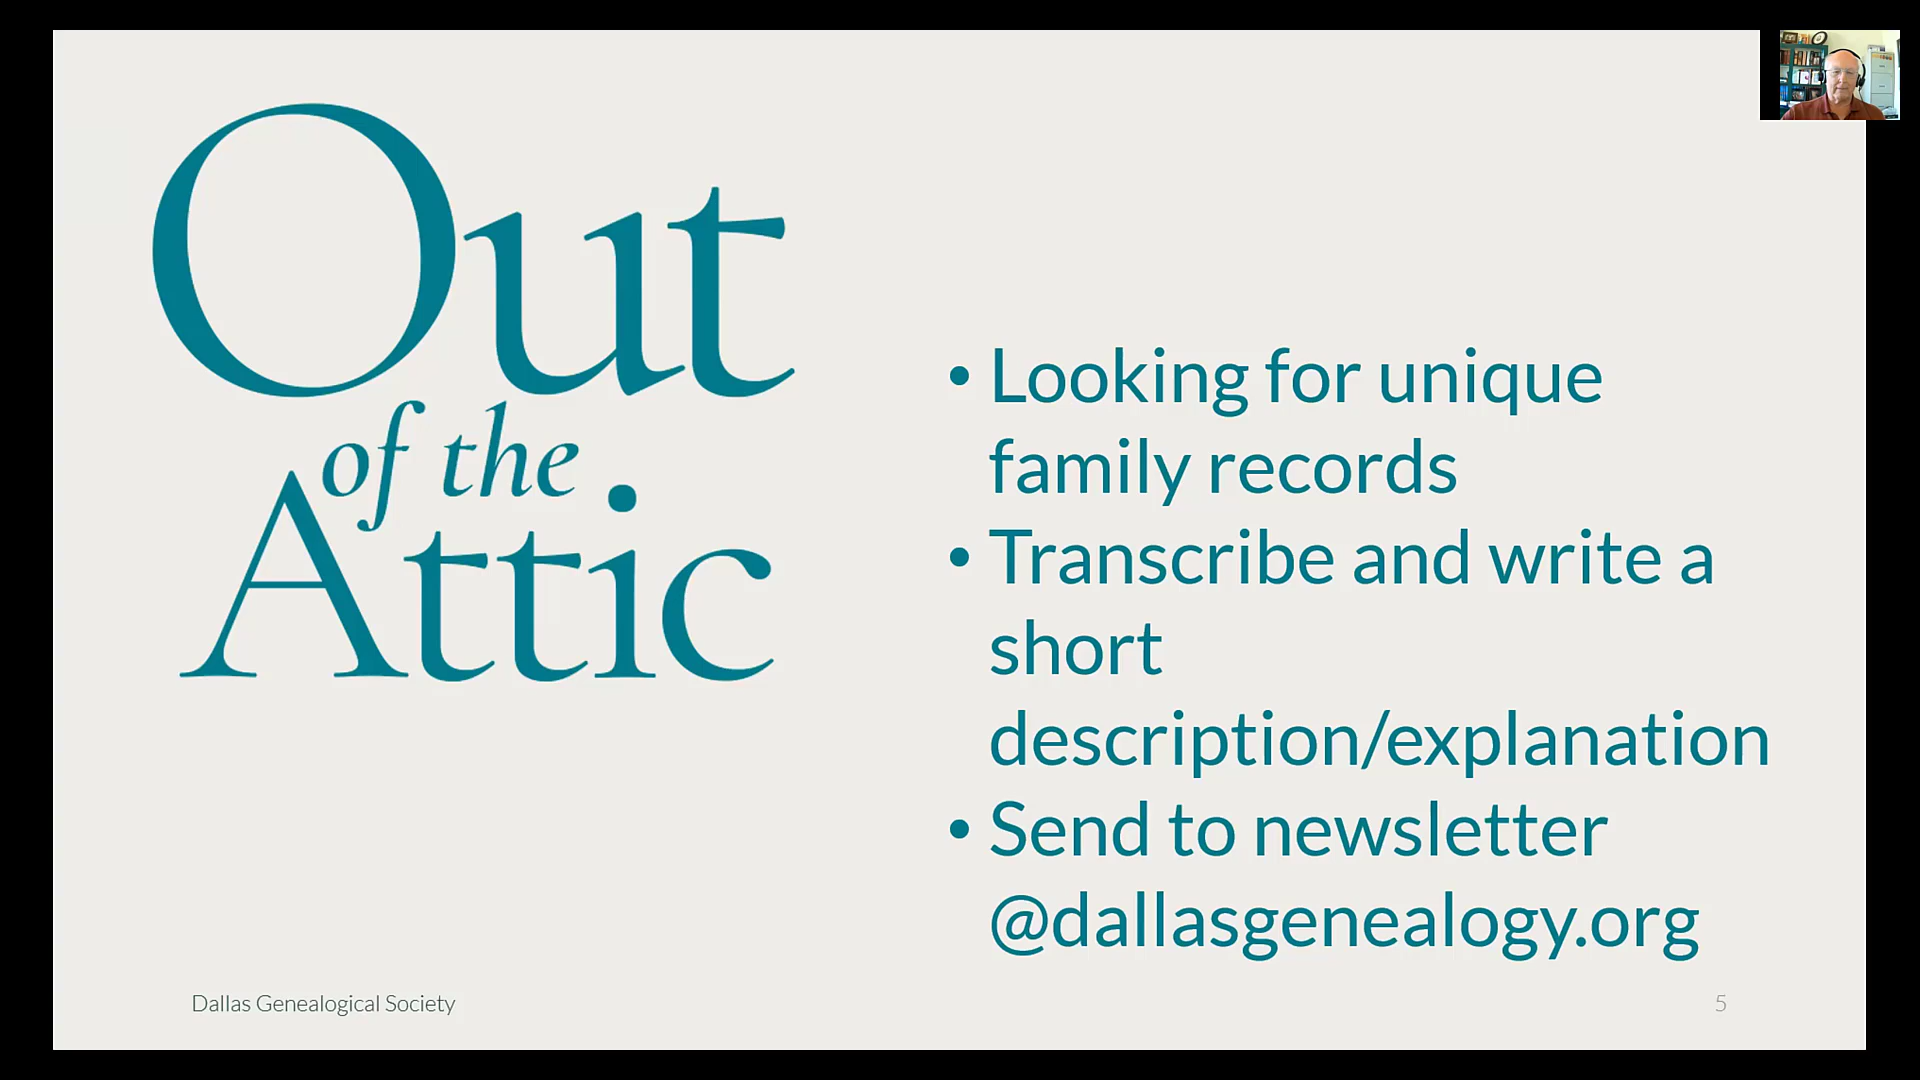 Out
of the
Attic
• Looking for unique
family records
• Transcribe and write a
short
description/explanation
• Send to newsletter
@dallasgenealogy.org
Dallas Genealogical Society
5